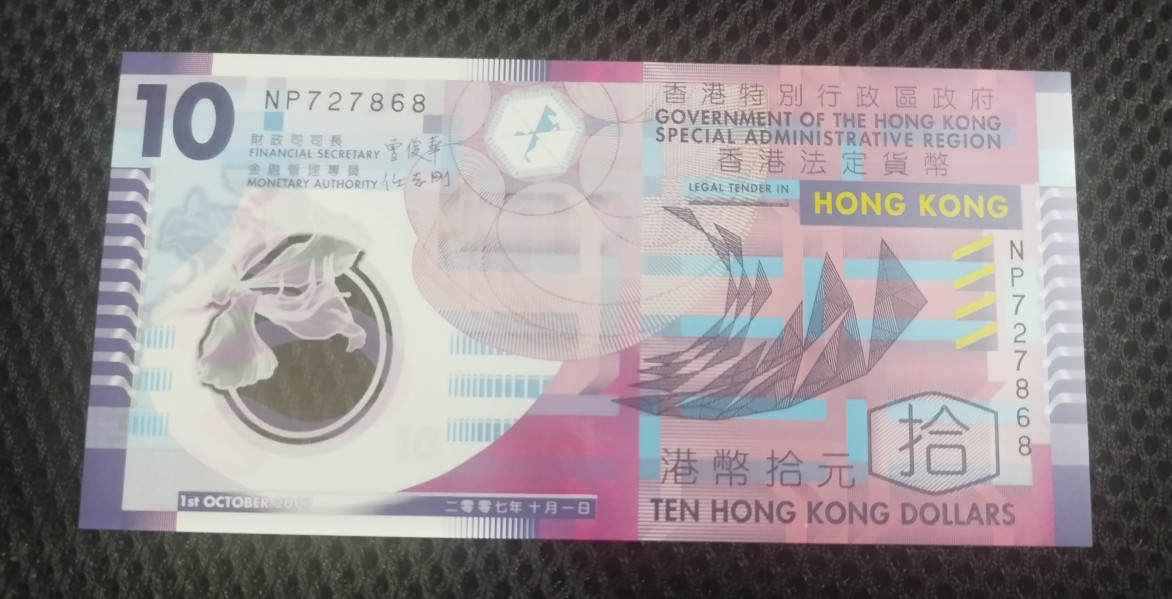 10
NP727868
財政司司長
FINANCIAL SECRETARY 曾俊華
金融管理專員
MONETARY AUTHORITY 任志剛
香港特別行政區政府
GOVERNMENT OF THE HONG KONG
SPECIAL ADMINISTRATIVE REGION
香港法定貨幣
LEGAL TENDER IN
HONG KONG
NP727868
10
港幣拾元
拾
TEN HONG KONG DOLLARS
1st OCTOBER
二零零七年十月一日